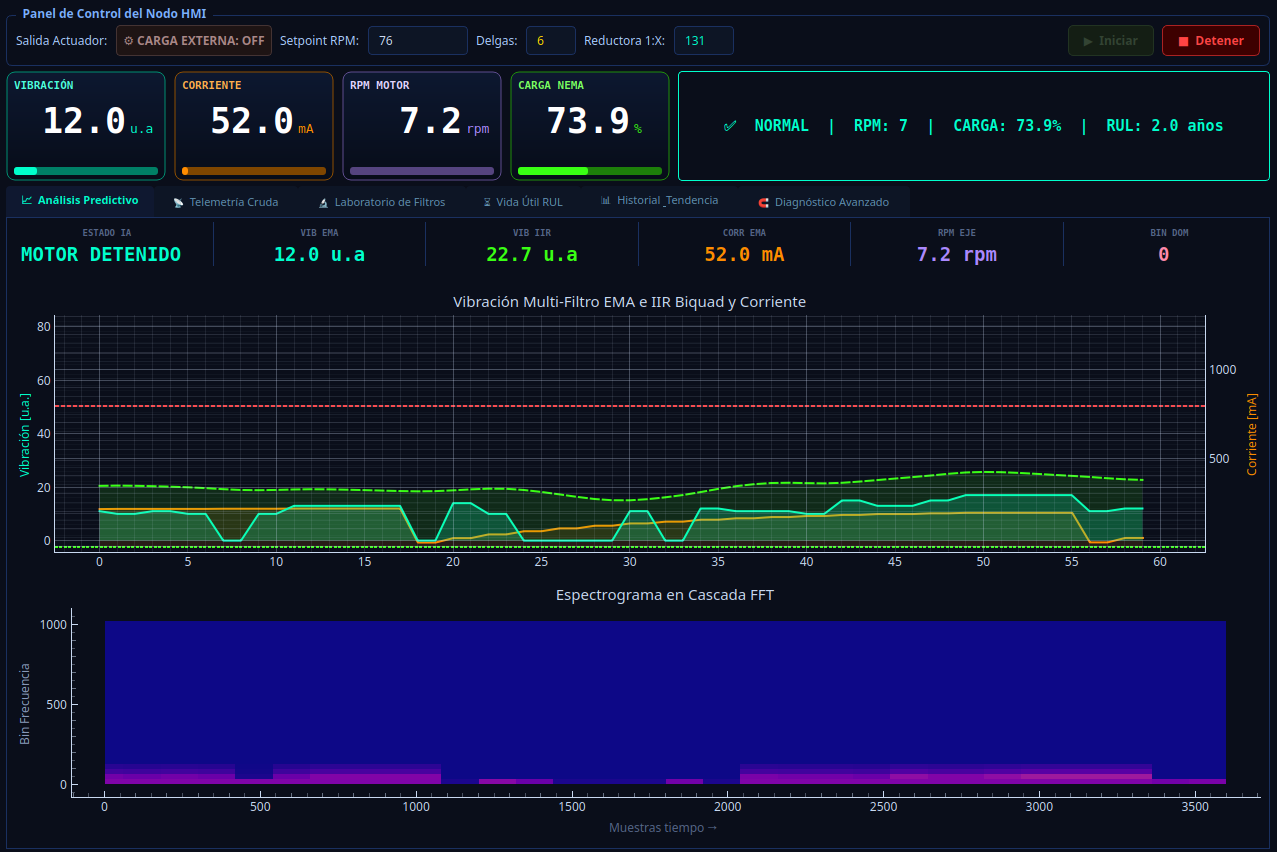 Panel de Control del Nodo HMI
Salida Actuador: ⚙ CARGA EXTERNA: OFF Setpoint RPM: 76 Delgas: 6 Reductora 1:X: 131 ▶ Iniciar ■ Detener
VIBRACIÓN CORRIENTE RPM MOTOR CARGA NEMA
12.0 u.a 52.0 mA 7.2 rpm 73.9 %
✅ NORMAL | RPM: 7 | CARGA: 73.9% | RUL: 2.0 años
Análisis Predictivo Telemetría Cruda Laboratorio de Filtros Vida Útil RUL Historial_Tendencia Diagnóstico Avanzado
ESTADO IA VIB EMA VIB IIR CORR EMA RPM EJE BIN DOM
MOTOR DETENIDO 12.0 u.a 22.7 u.a 52.0 mA 7.2 rpm 0
Vibración Multi-Filtro EMA e IIR Biquad y Corriente
Vibración [u.a.]
80
60
40
20
0
1000
500
Corriente [mA]
0 5 10 15 20 25 30 35 40 45 50 55 60
Espectrograma en Cascada FFT
Bin Frecuencia
1000
500
0
0 500 1000 1500 2000 2500 3000 3500
Muestras tiempo →